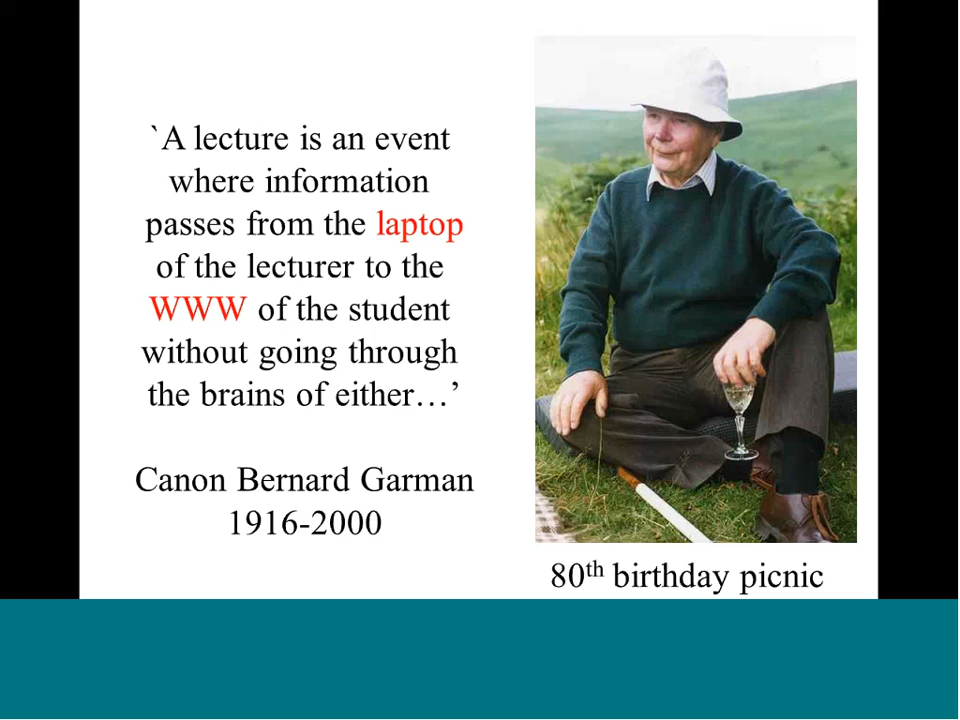 `A lecture is an event
where information
passes from the laptop
of the lecturer to the
WWW of the student
without going through
the brains of either…’
Canon Bernard Garman
1916-2000
80th birthday picnic